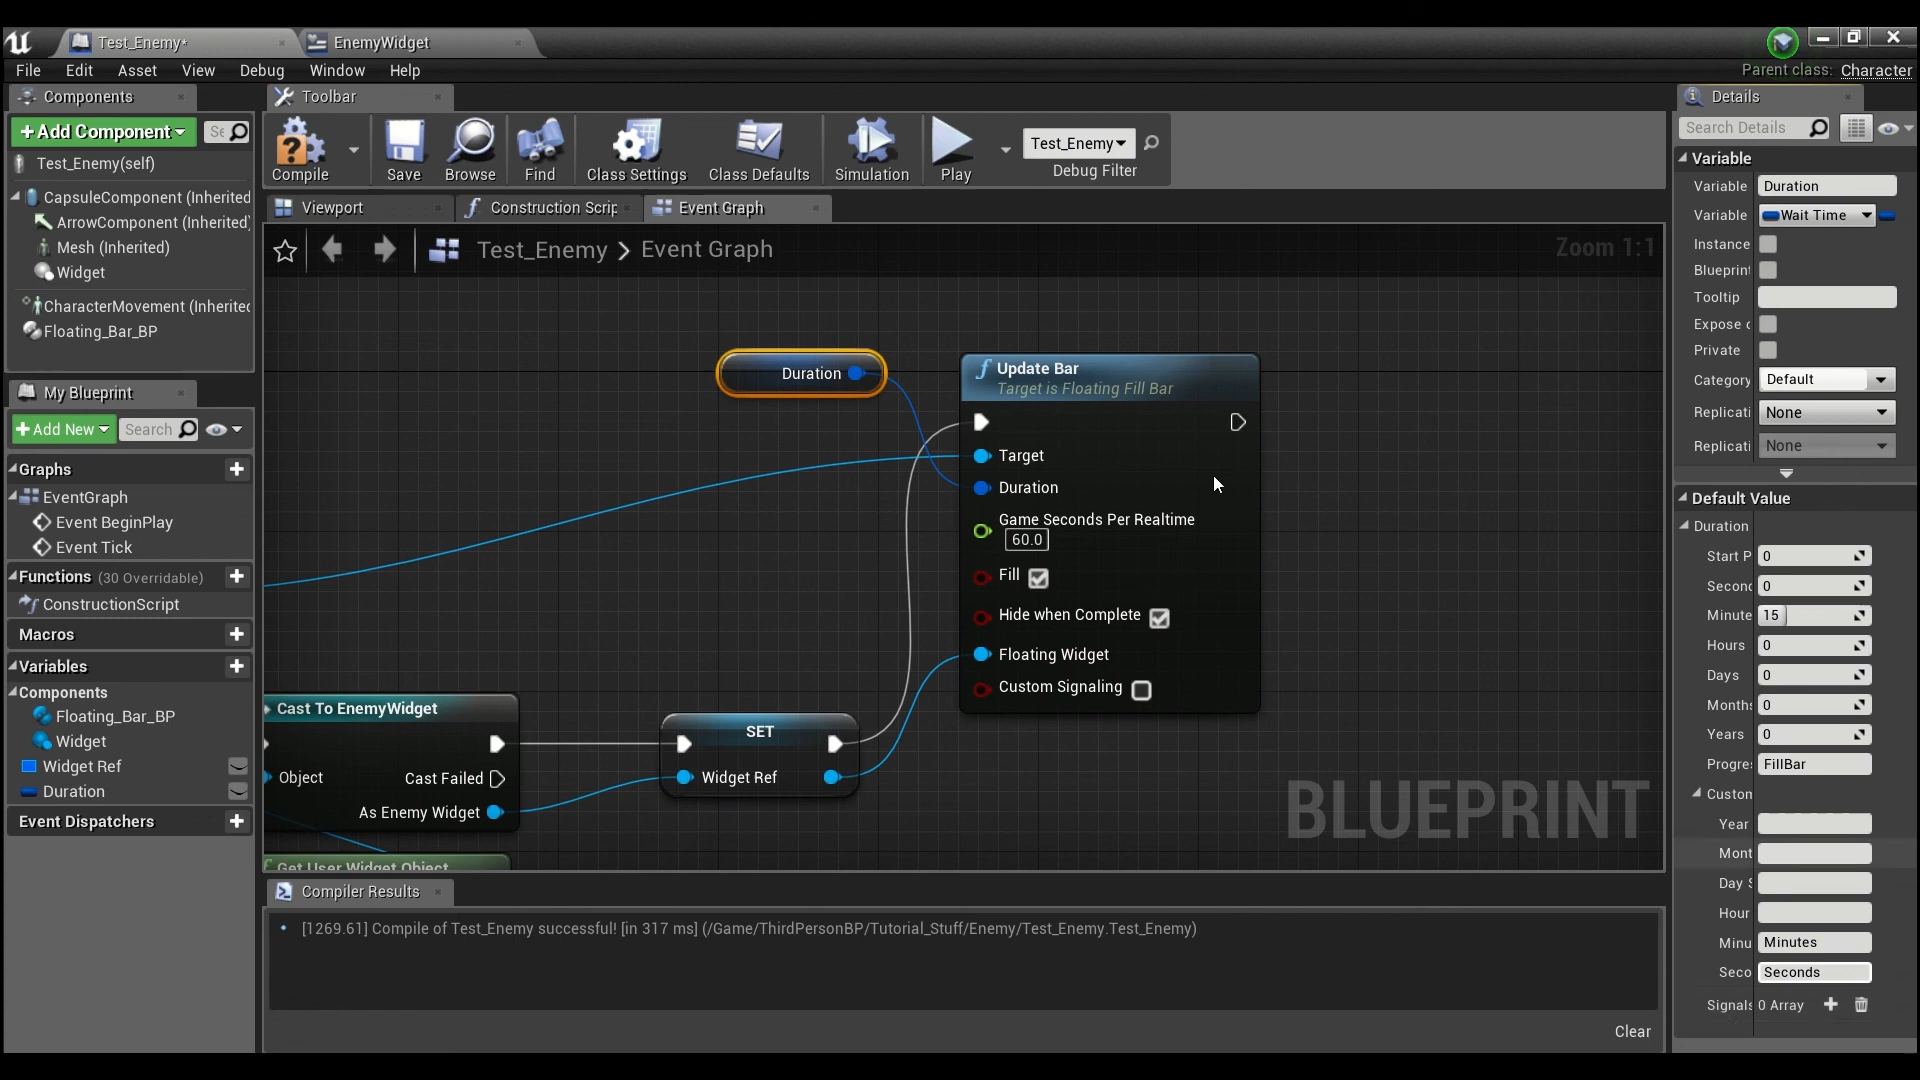 Test_Enemy*
EnemyWidget
File Edit Asset View Debug Window Help
Parent class: Character
Components
Toolbar
Details
+Add Component
Se
Test_Enemy(self)
CapsuleComponent (Inherited
ArrowComponent (Inherited)
Mesh (Inherited)
Widget
CharacterMovement (Inherited
Floating_Bar_BP
Compile
Save
Browse
Find
Class Settings
Class Defaults
Simulation
Play
Test_Enemy
Debug Filter
Viewport
Construction Scrip
Event Graph
Test_Enemy > Event Graph
Zoom 1:1
My Blueprint
+Add New
Search
Graphs
EventGraph
Event BeginPlay
Event Tick
Functions (30 Overridable)
ConstructionScript
Macros
Variables
Components
Floating_Bar_BP
Widget
Widget Ref
Duration
Event Dispatchers
Duration
Update Bar
Target is Floating Fill Bar
Target
Duration
Game Seconds Per Realtime
60.0
Fill
Hide when Complete
Floating Widget
Custom Signaling
Cast To EnemyWidget
Object
Cast Failed
As Enemy Widget
SET
Widget Ref
Get User Widget Object
BLUEPRINT
Compiler Results
• [1269.61] Compile of Test_Enemy successful! [in 317 ms] (/Game/ThirdPersonBP/Tutorial_Stuff/Enemy/Test_Enemy.Test_Enemy)
Clear
Search Details
Variable
Variable Duration
Variable Wait Time
Instance
Blueprint
Tooltip
Expose
Private
Category Default
Replicati None
Replicati None
Default Value
Duration
Start P 0
Second 0
Minute 15
Hours 0
Days 0
Months 0
Years 0
Progre: FillBar
Custom
Year
Mont
Day S
Hour
Minu Minutes
Seco Seconds
Signals 0 Array